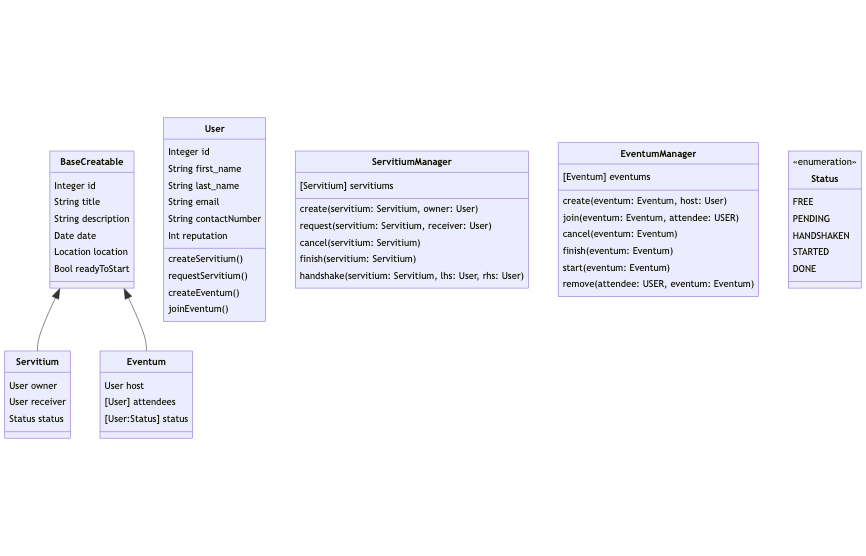 BaseCreatable
Integer id
String title
String description
Date date
Location location
Bool readyToStart
User
Integer id
String first_name
String last_name
String email
String contactNumber
Int reputation
createServitium()
requestServitium()
createEventum()
joinEventum()
ServitiumManager
[Servitium] servitiums
create(servitium: Servitium, owner: User)
request(servitium: Servitium, receiver: User)
cancel(servitium: Servitium)
finish(servitium: Servitium)
handshake(servitium: Servitium, lhs: User, rhs: User)
EventumManager
[Eventum] eventums
create(eventum: Eventum, host: User)
join(eventum: Eventum, attendee: USER)
cancel(eventum: Eventum)
finish(eventum: Eventum)
start(eventum: Eventum)
remove(attendee: USER, eventum: Eventum)
«enumeration»
Status
FREE
PENDING
HANDSHAKEN
STARTED
DONE
Servitium
User owner
User receiver
Status status
Eventum
User host
[User] attendees
[User:Status] status